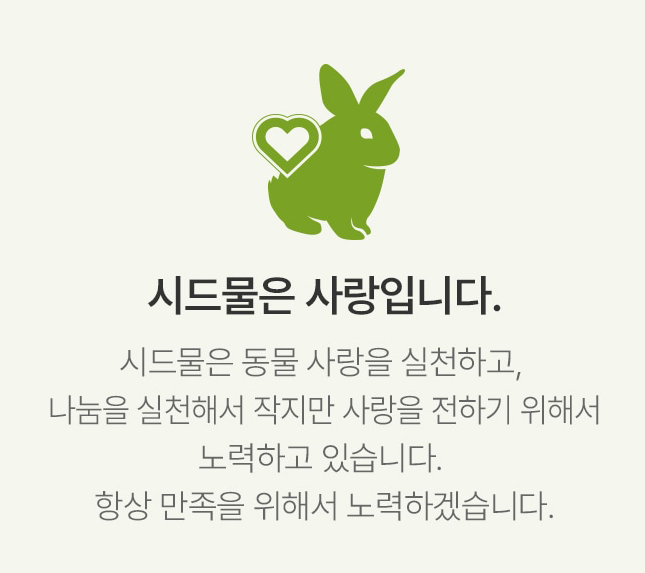 시드물은 사랑입니다.
시드물은 동물 사랑을 실천하고,
나눔을 실천해서 작지만 사랑을 전하기 위해서
노력하고 있습니다.
항상 만족을 위해서 노력하겠습니다.